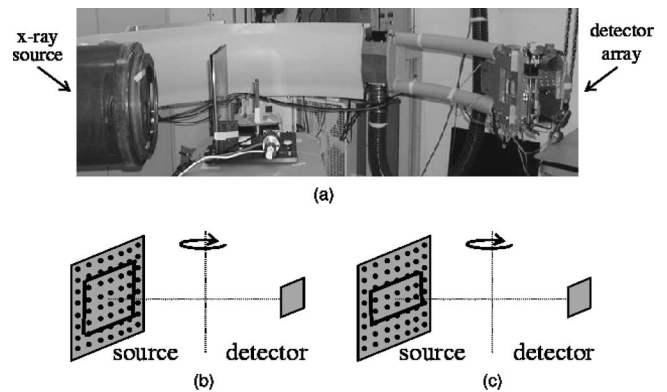 x-ray
source
detector
array
(a)
source detector
(b)
source detector
(c)